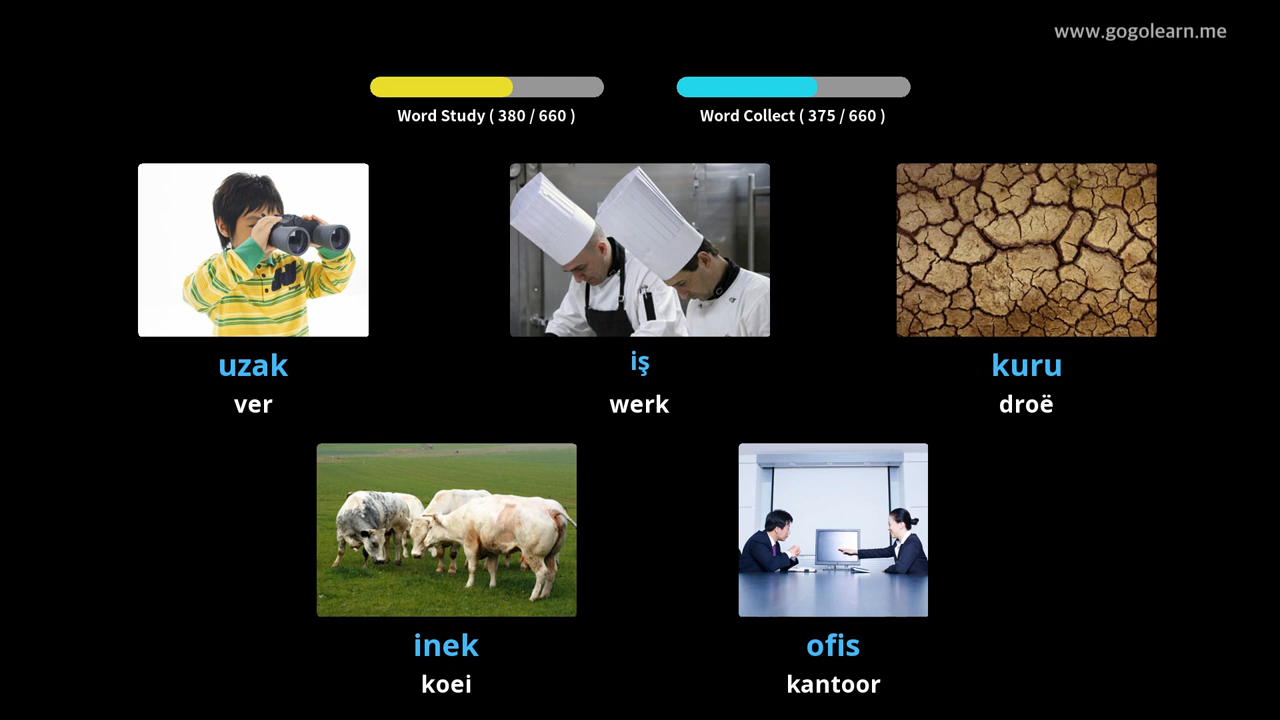 www.gogolearn.me
Word Study ( 380 / 660 )
Word Collect ( 375 / 660 )
uzak
ver
iş
werk
kuru
droë
inek
koei
ofis
kantoor